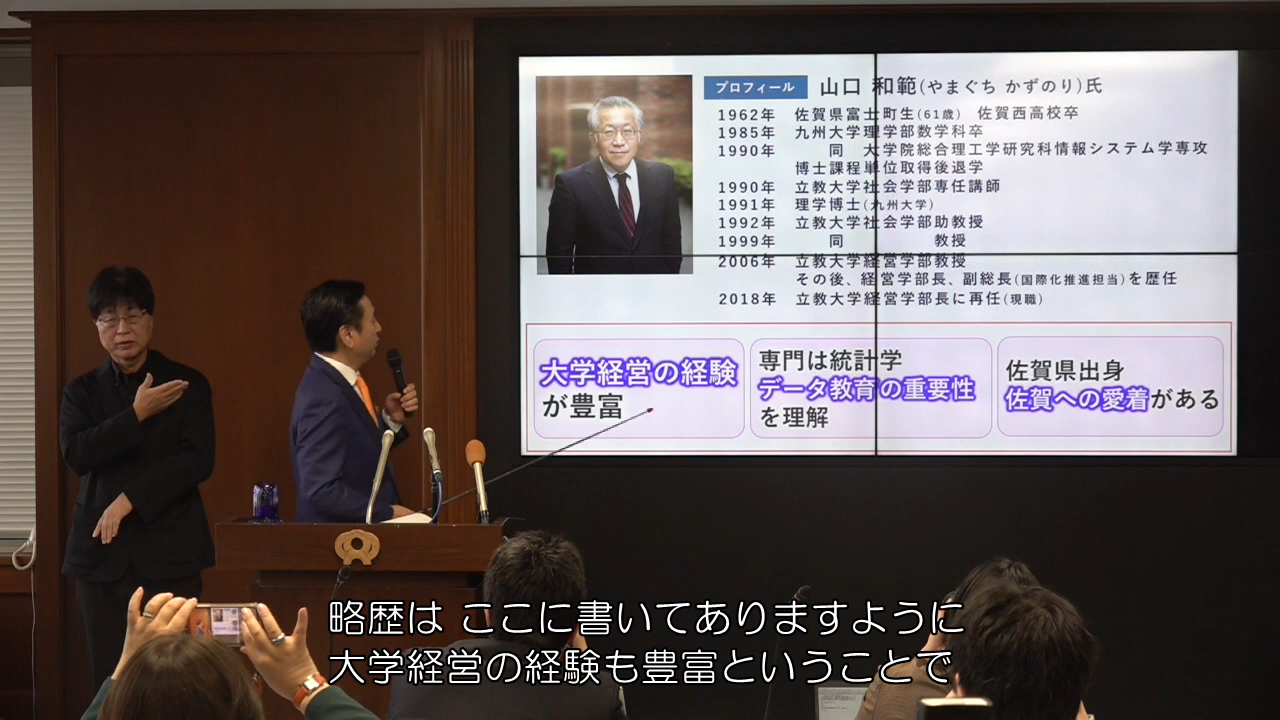 プロフィール 山口 和範(やまぐち かずのり)氏
1962年 佐賀県富士町生(61歳) 佐賀西高校卒
1985年 九州大学理学部数学科卒
1990年 同 大学院総合理工学研究科情報システム学専攻
博士課程単位取得後退学
1990年 立教大学社会学部専任講師
1991年 理学博士(九州大学)
1992年 立教大学社会学部助教授
1999年 同 教授
2006年 立教大学経営学部教授
その後、経営学部長、副総長(国際化推進担当)を歴任
2018年 立教大学経営学部長に再任(現職)
大学経営の経験
が豊富
専門は統計学
データ教育の重要性
を理解
佐賀県出身
佐賀への愛着がある
略歴は ここに書いてありますように
大学経営の経験も豊富ということで